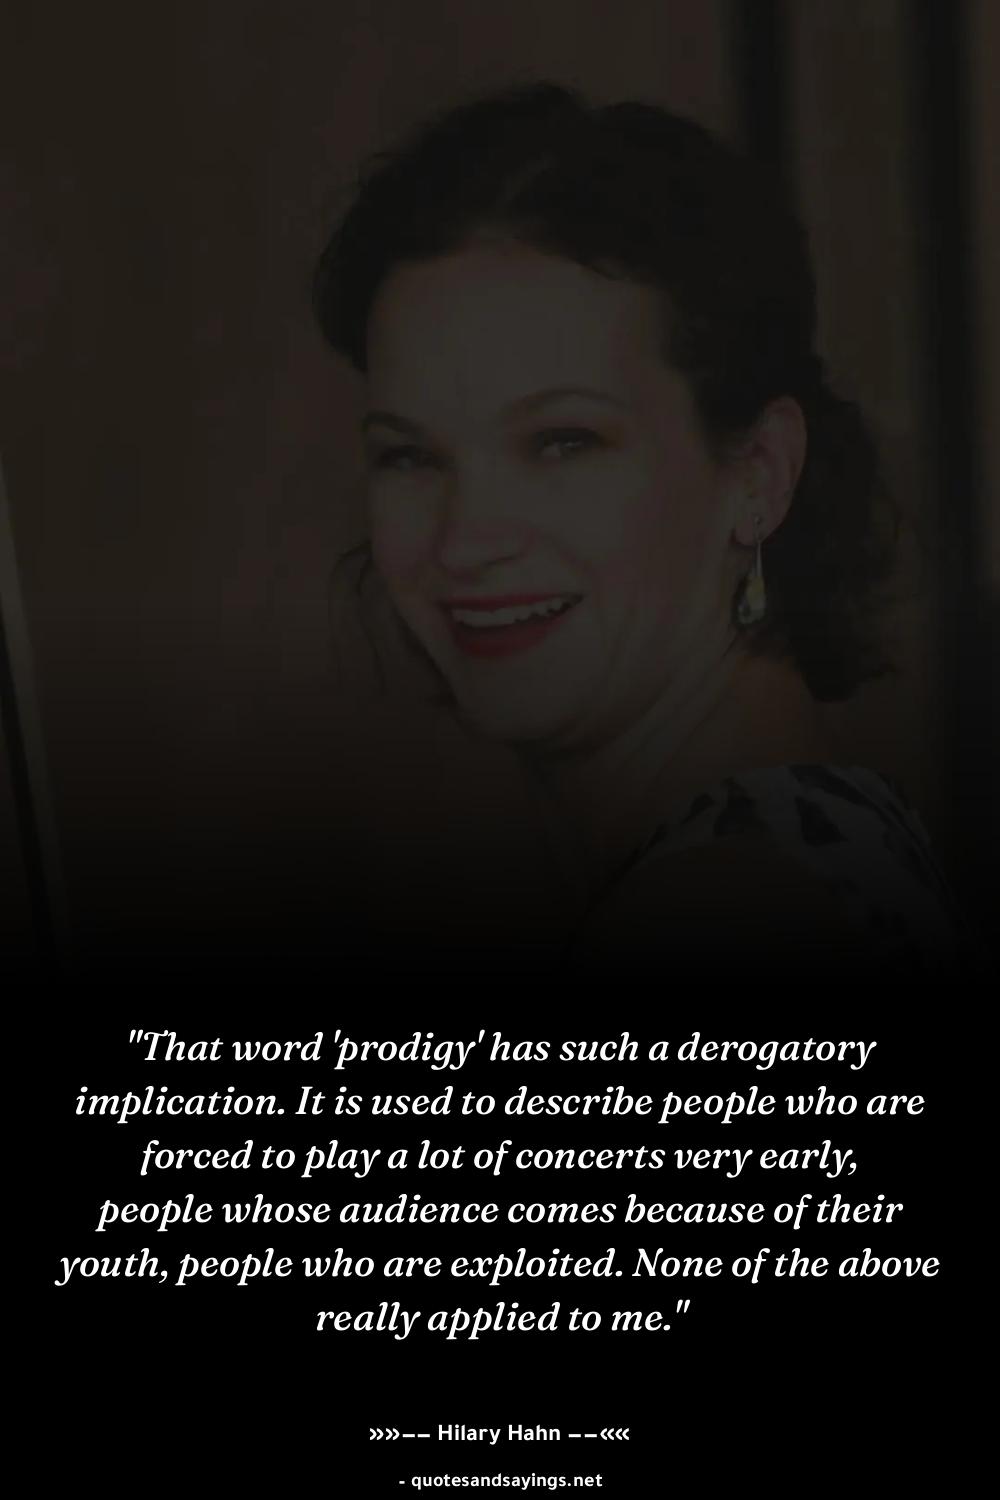 "That word 'prodigy' has such a derogatory
implication. It is used to describe people who are
forced to play a lot of concerts very early,
people whose audience comes because of their
youth, people who are exploited. None of the above
really applied to me."
»»−− Hilary Hahn −−««
- quotesandsayings.net